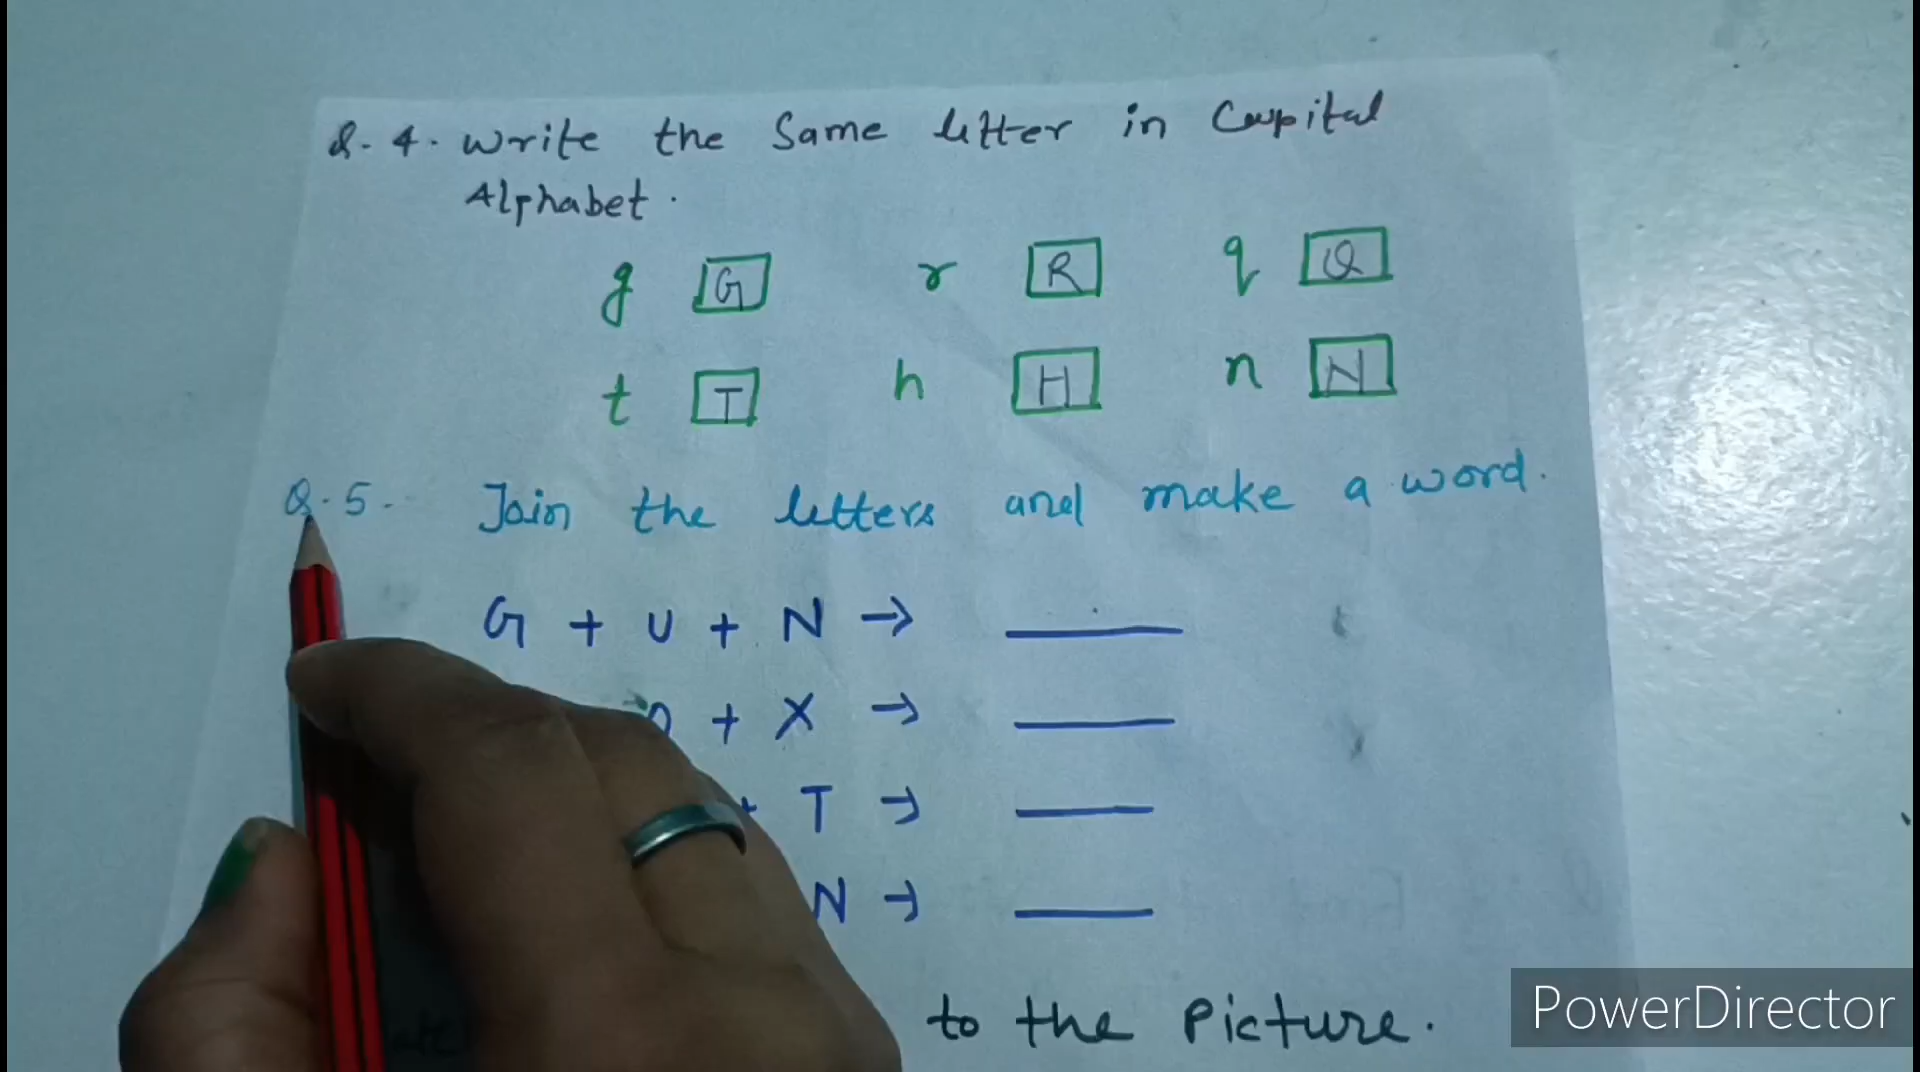 Q. 4. Write the Same letter in Capital
Alphabet.
g G r R q Q
t T h H n N
Q. 5. Join the letters and make a word.
G + U + N →
+ X →
+ T →
N →
to the Picture.
PowerDirector